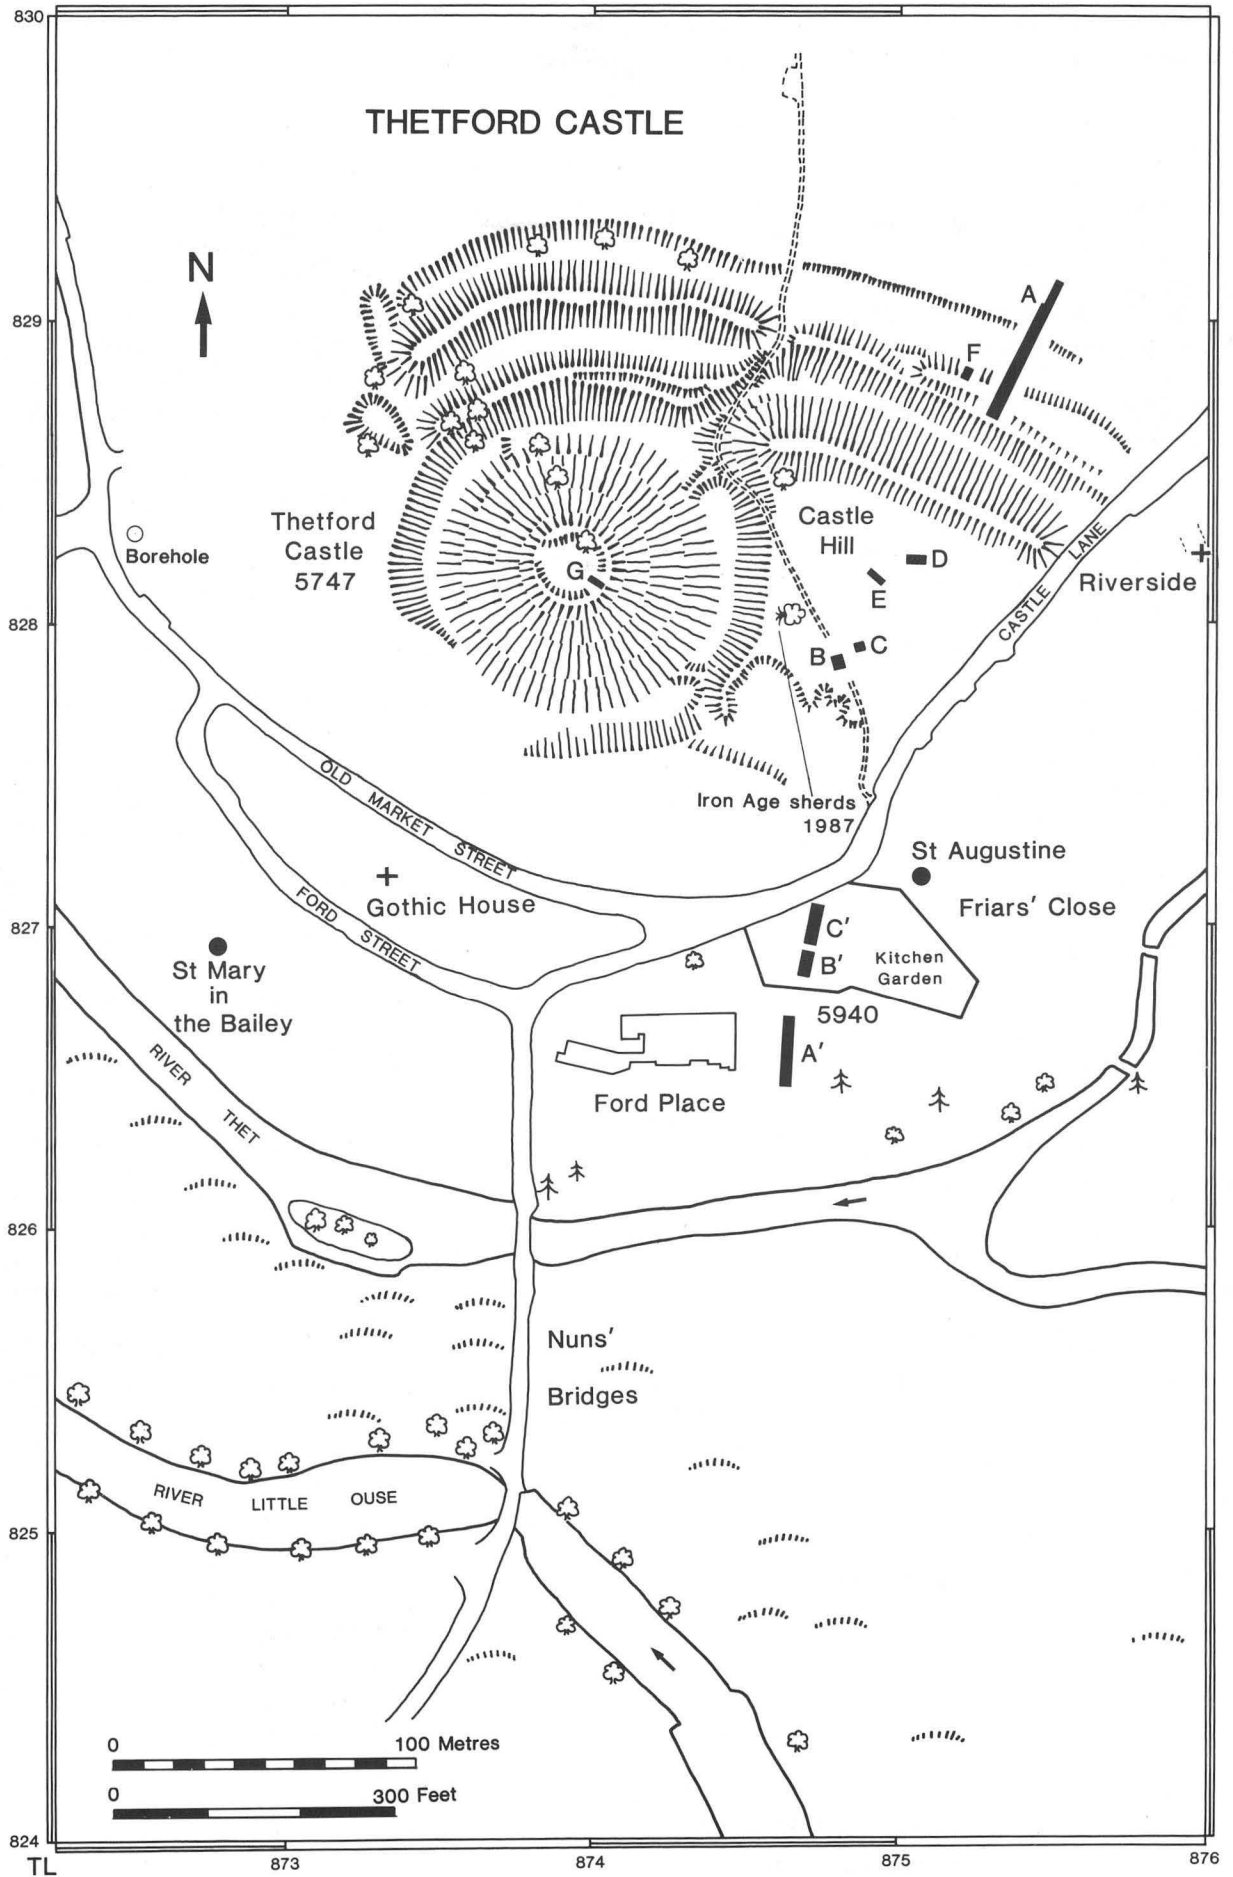 830
THETFORD CASTLE
N
829
A
F
Thetford
Castle
5747
Castle
Hill
Borehole
G
D
E
CASTLE LANE
Riverside
828
B
C
OLD MARKET STREET
Iron Age sherds
1987
St Augustine
Gothic House
FORD STREET
Friars' Close
827
C'
St Mary
in
the Bailey
B'
Kitchen
Garden
5940
A'
RIVER THET
Ford Place
826
Nuns'
Bridges
RIVER LITTLE OUSE
825
0 100 Metres
0 300 Feet
824
TL
873
874
875
876